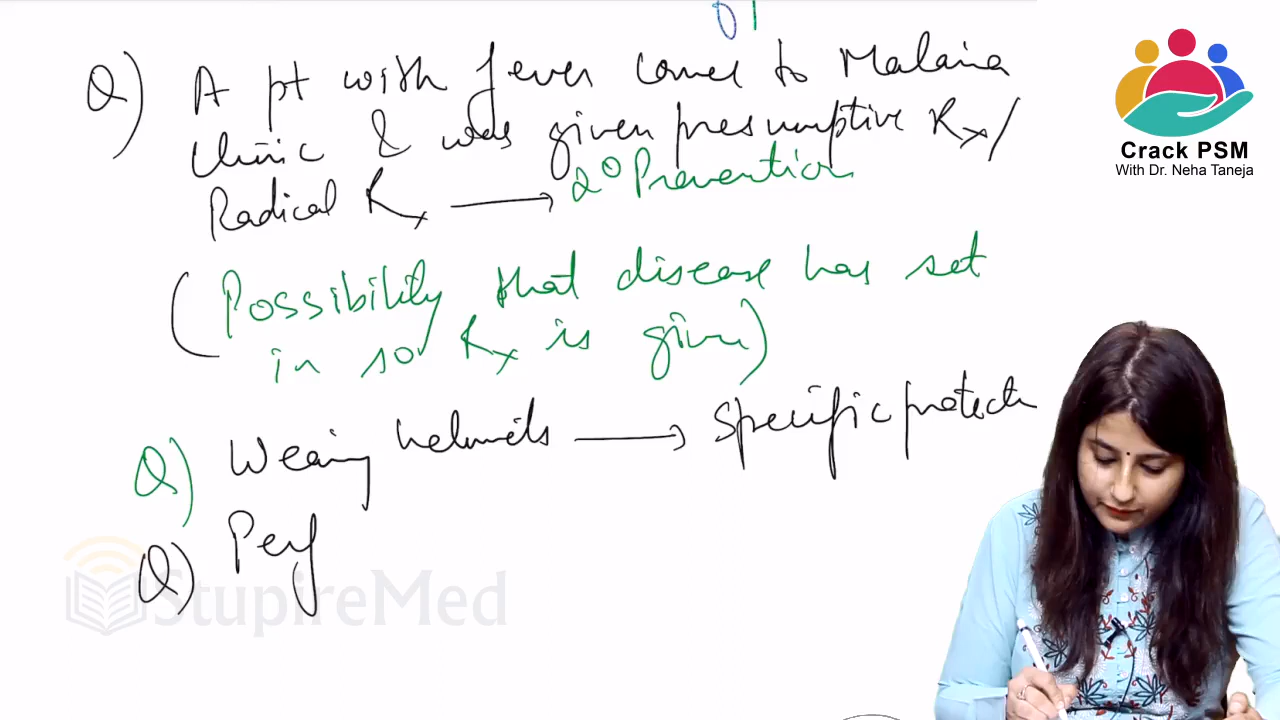 Q) A pt with fever comes to Malaria
clinic & was given presumptive Rx/
Radical Rx → 2° Prevention
(Possibility that disease has set
in so Rx is given)
Q) Wearing helmets → Specific protectn
Q) Perf
Crack PSM
With Dr. Neha Taneja
StupireMed